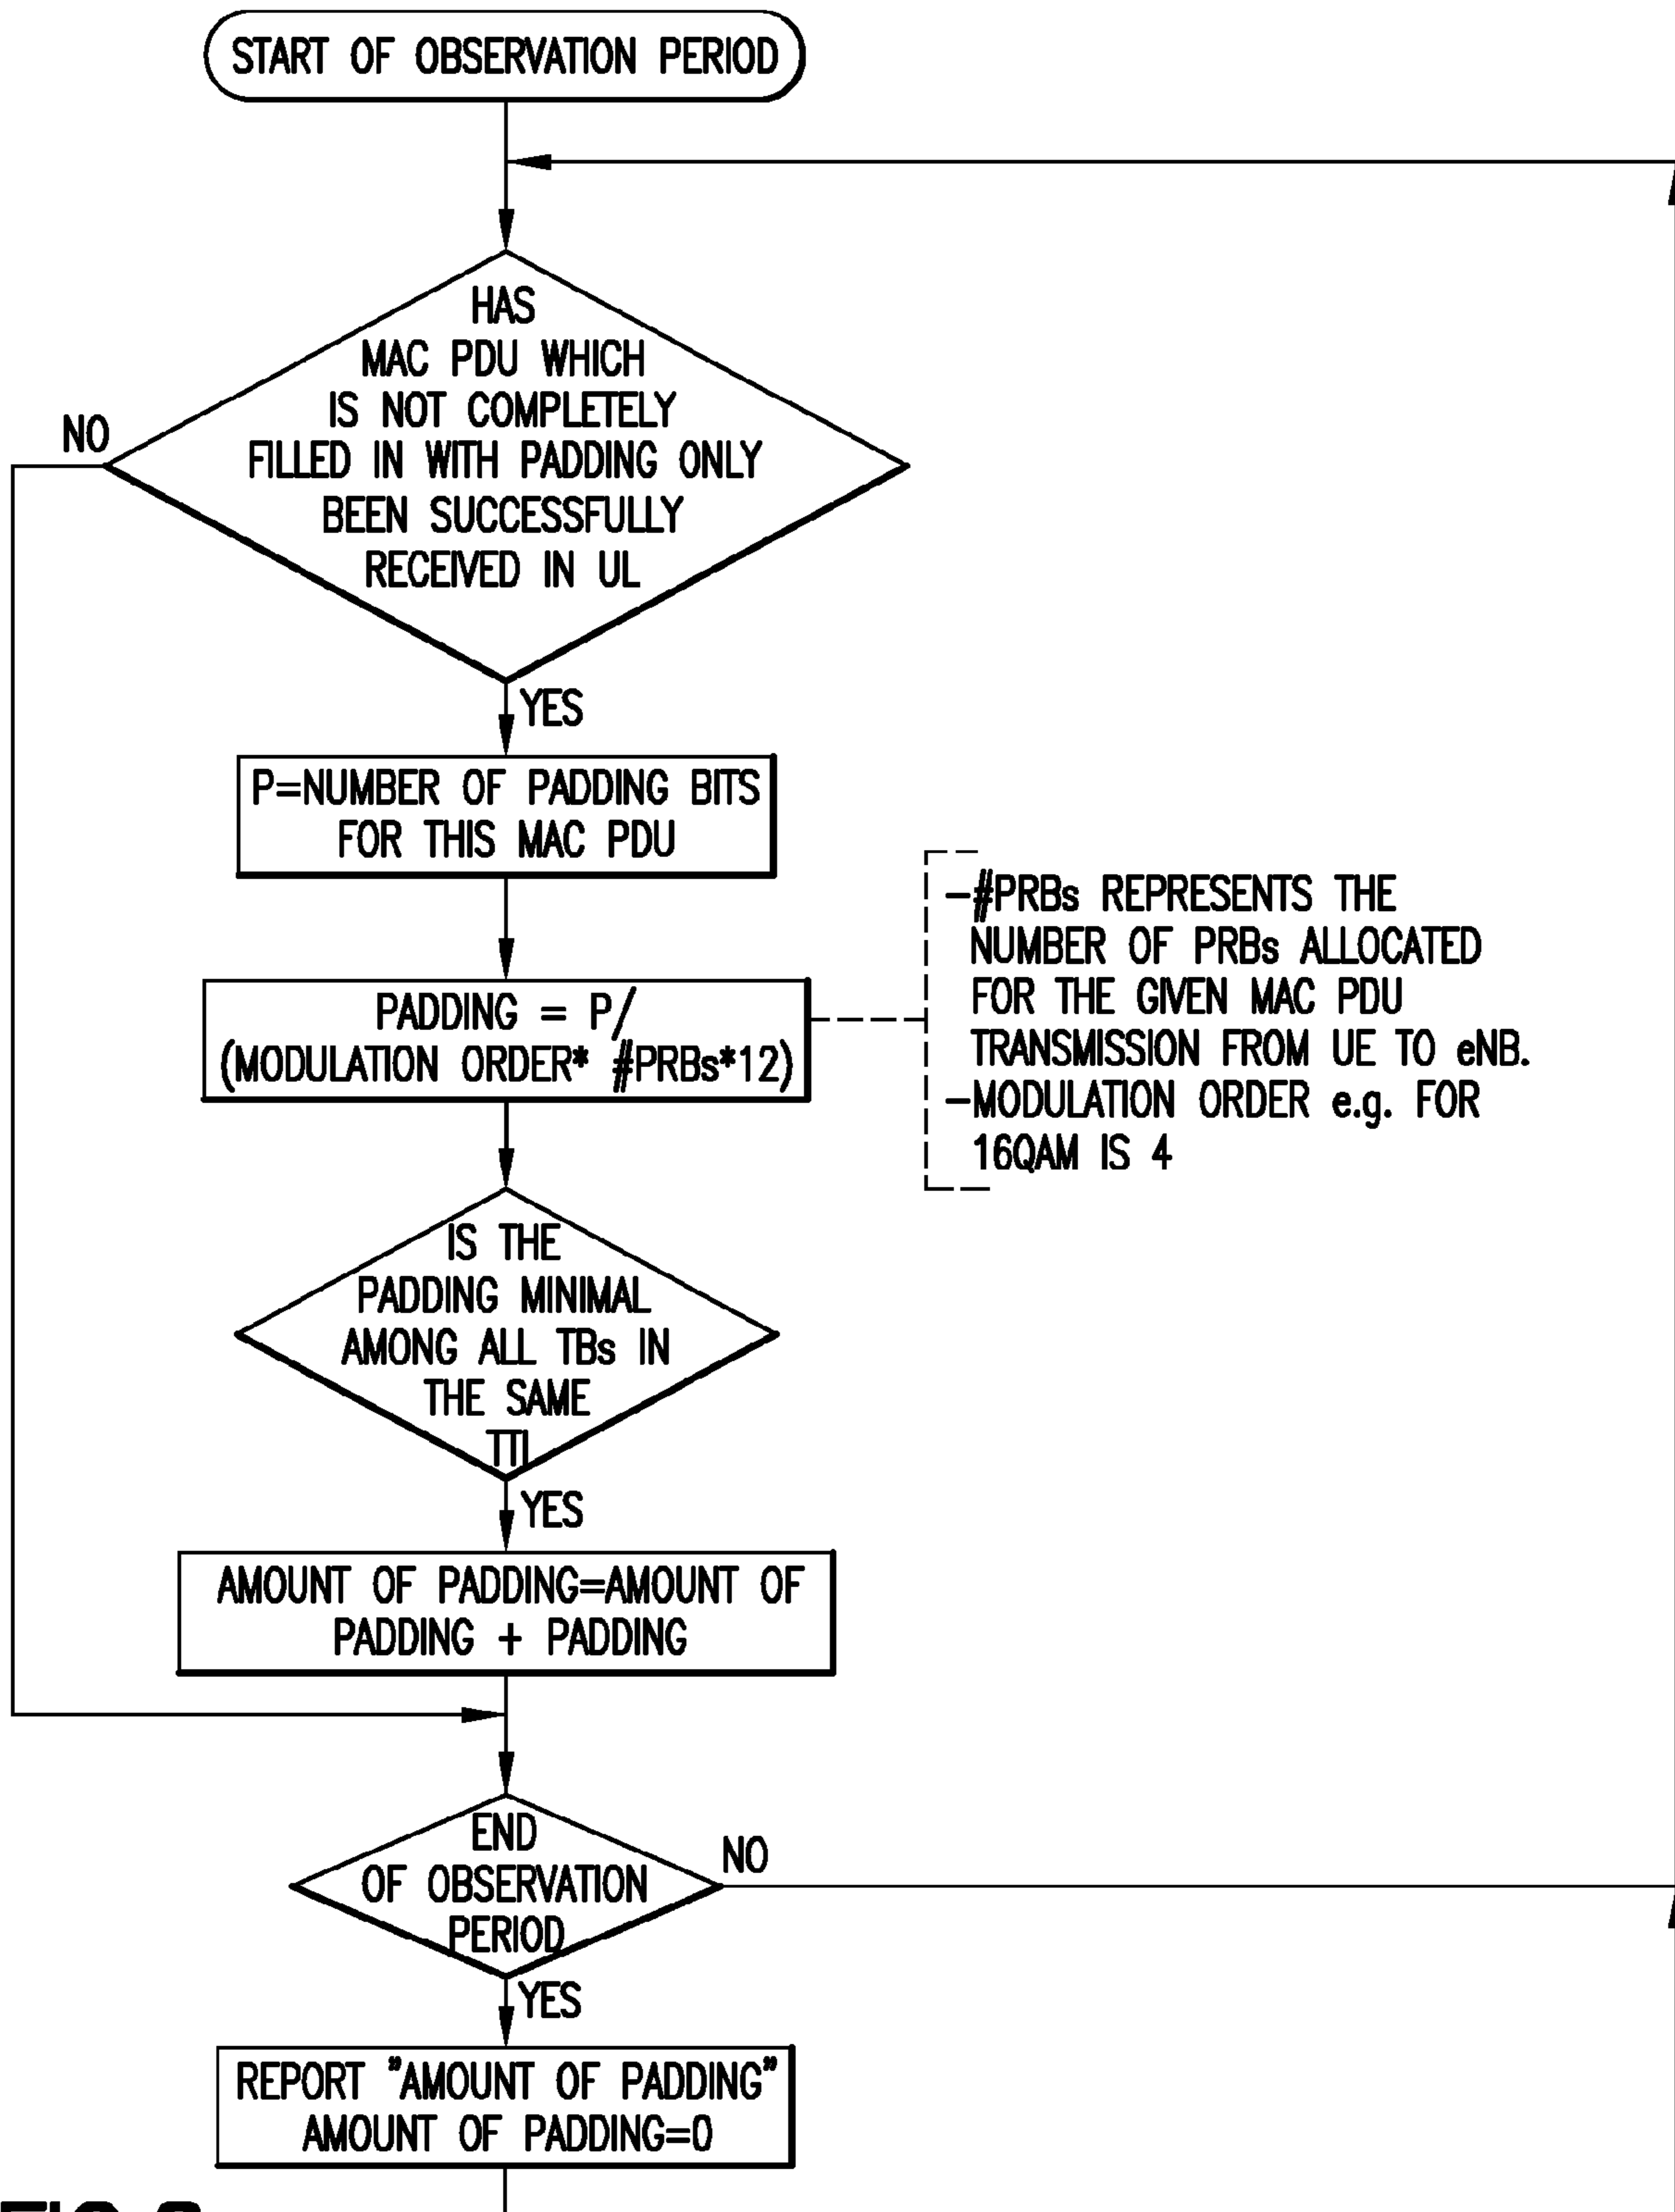 START OF OBSERVATION PERIOD
HAS
MAC PDU WHICH
IS NOT COMPLETELY
FILLED IN WITH PADDING ONLY
BEEN SUCCESSFULLY
RECEIVED IN UL
NO
YES
P=NUMBER OF PADDING BITS
FOR THIS MAC PDU
PADDING = P/
(MODULATION ORDER* #PRBs*12)
-#PRBs REPRESENTS THE
NUMBER OF PRBs ALLOCATED
FOR THE GIVEN MAC PDU
TRANSMISSION FROM UE TO eNB.
-MODULATION ORDER e.g. FOR
16QAM IS 4
IS THE
PADDING MINIMAL
AMONG ALL TBs IN
THE SAME
TTI
YES
AMOUNT OF PADDING=AMOUNT OF
PADDING + PADDING
END
OF OBSERVATION
PERIOD
NO
YES
REPORT "AMOUNT OF PADDING"
AMOUNT OF PADDING=0